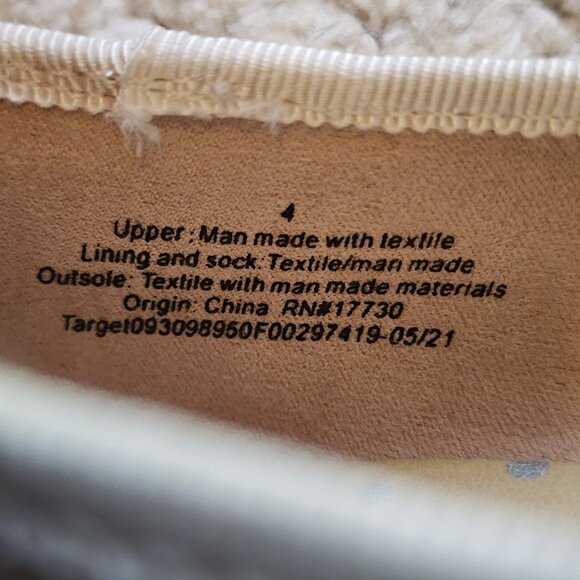 4
Upper: Man made with textile
Lining and sock: Textile/man made
Outsole: Textile with man made materials
Origin: China RN#17730
Target093098950F00297419-05/21